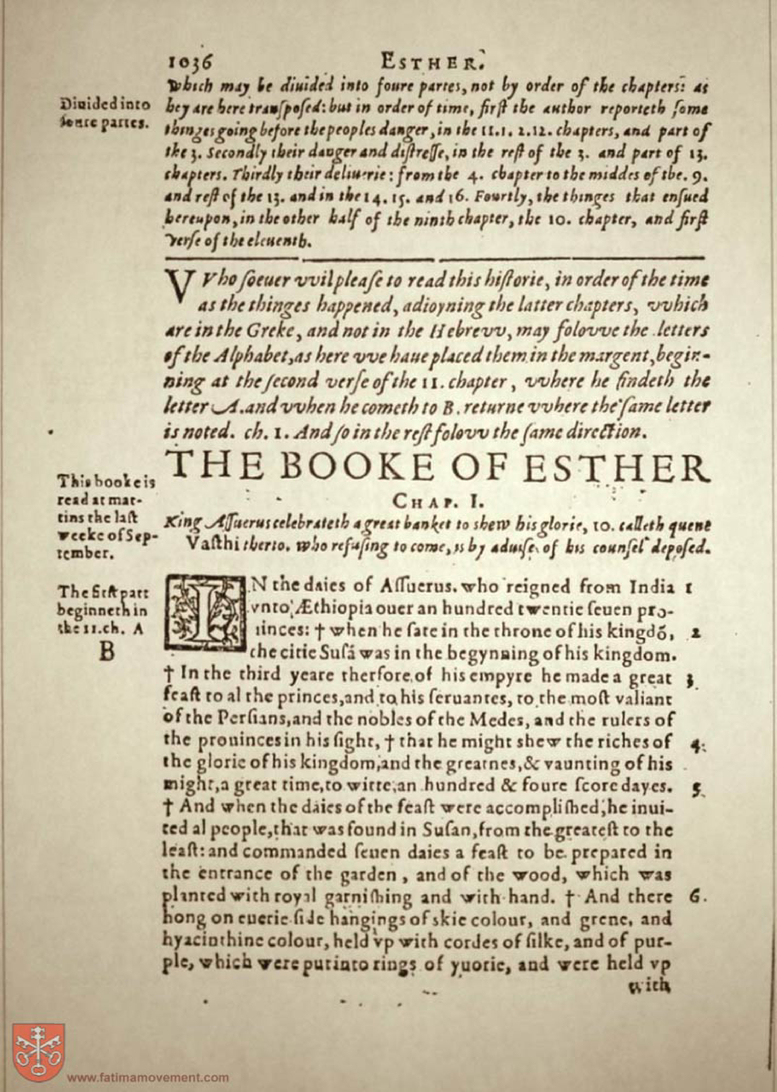 1036 ESTHER.
Diuided into
foure partes.
which may be diuided into foure partes, not by order of the chapters: as
hey are here transposed: but in order of time, first the author reporteth some
thinges going before the peoples danger, in the 11. 1. 2. 12. chapters, and part of
the 3. Secondly their danger and distresse, in the rest of the 3. and part of 13.
chapters. Thirdly their deliuerie: from the 4. chapter to the middes of the. 9.
and rest of the 13. and in the 14. 15. and 16. Fourtly, the thinges that ensued
hereupon, in the other half of the ninth chapter, the 10. chapter, and first
verse of the eleuenth.
VVho soeuer vvil please to read this historie, in order of the time
as the thinges happened, adioyning the latter chapters, vvhich
are in the Greke, and not in the Hebrevv, may folovve the letters
of the Alphabet, as here vve haue placed them in the margent, begin-
ning at the second verse of the 11. chapter, vvhere he findeth the
letter A. and vvhen he cometh to B. returne vvhere the same letter
is noted. ch. 1. And so in the rest folovv the same direction.
THE BOOKE OF ESTHER
This booke is
read at mat-
tins the last
weeke of Sep-
tember.
CHAP. I.
King Assuerus celebrateth a great banket to shew his glorie, 10. calleth quene
Vasthi therto. who refusing to come, is by aduise, of his counsel deposed.
The first part
beginneth in
the 11. ch. A
B
IN the daies of Assuerus. who reigned from India 1
vnto Æthiopia ouer an hundred twentie seuen pro-
uinces: † when he sate in the throne of his kingdõ, 2
the citie Susã was in the begynning of his kingdom.
† In the third yeare therfore of his empyre he made a great 3
feast to al the princes, and to his seruantes, to the most valiant
of the Persians, and the nobles of the Medes, and the rulers of
the prouinces in his sight, † that he might shew the riches of 4.
the glorie of his kingdom, and the greatnes, & vaunting of his
might, a great time, to witte, an hundred & foure score dayes. 5.
† And when the daies of the feast were accomplished, he inui-
ted al people, that was found in Susan, from the greatest to the
least: and commanded seuen daies a feast to be prepared in
the entrance of the garden, and of the wood, which was
planted with royal garnishing and with hand. † And there 6.
hong on euerie side hangings of skie colour, and grene, and
hyacinthine colour, held vp with cordes of silke, and of pur-
ple, which were put into rings of yuorie, and were held vp
with
www.fatimamovement.com